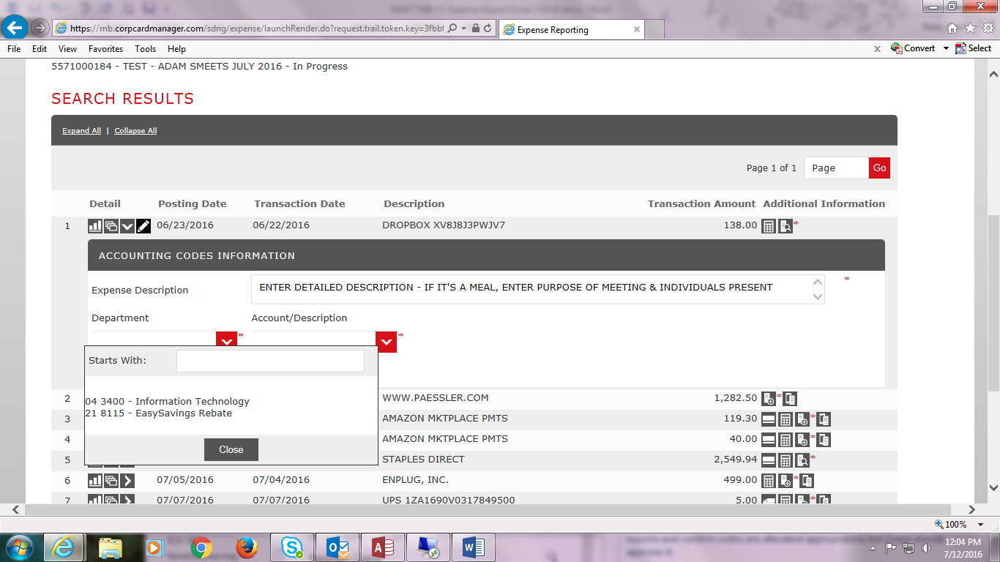 https://mb.corpcardmanager.com/sdng/expense/launchRender.do?request.trail.token.key=3fbbf
Expense Reporting
File Edit View Favorites Tools Help
Convert Select
5571000184 - TEST - ADAM SMEETS JULY 2016 - In Progress
SEARCH RESULTS
Expand All | Collapse All
Page 1 of 1 Page Go
Detail Posting Date Transaction Date Description Transaction Amount Additional Information
1 06/23/2016 06/22/2016 DROPBOX XV8J8J3PWJV7 138.00 *
ACCOUNTING CODES INFORMATION
Expense Description ENTER DETAILED DESCRIPTION - IF IT'S A MEAL, ENTER PURPOSE OF MEETING & INDIVIDUALS PRESENT *
Department Account/Description
* *
Starts With:
04 3400 - Information Technology
21 8115 - EasySavings Rebate
Close
2 WWW.PAESSLER.COM 1,282.50 *
3 AMAZON MKTPLACE PMTS 119.30 *
4 AMAZON MKTPLACE PMTS 40.00 *
5 STAPLES DIRECT 2,549.94 *
6 07/05/2016 07/04/2016 ENPLUG, INC. 499.00 *
7 07/07/2016 07/07/2016 UPS 1ZA1690V0317849500 5.00 *
100%
12:04 PM
7/12/2016